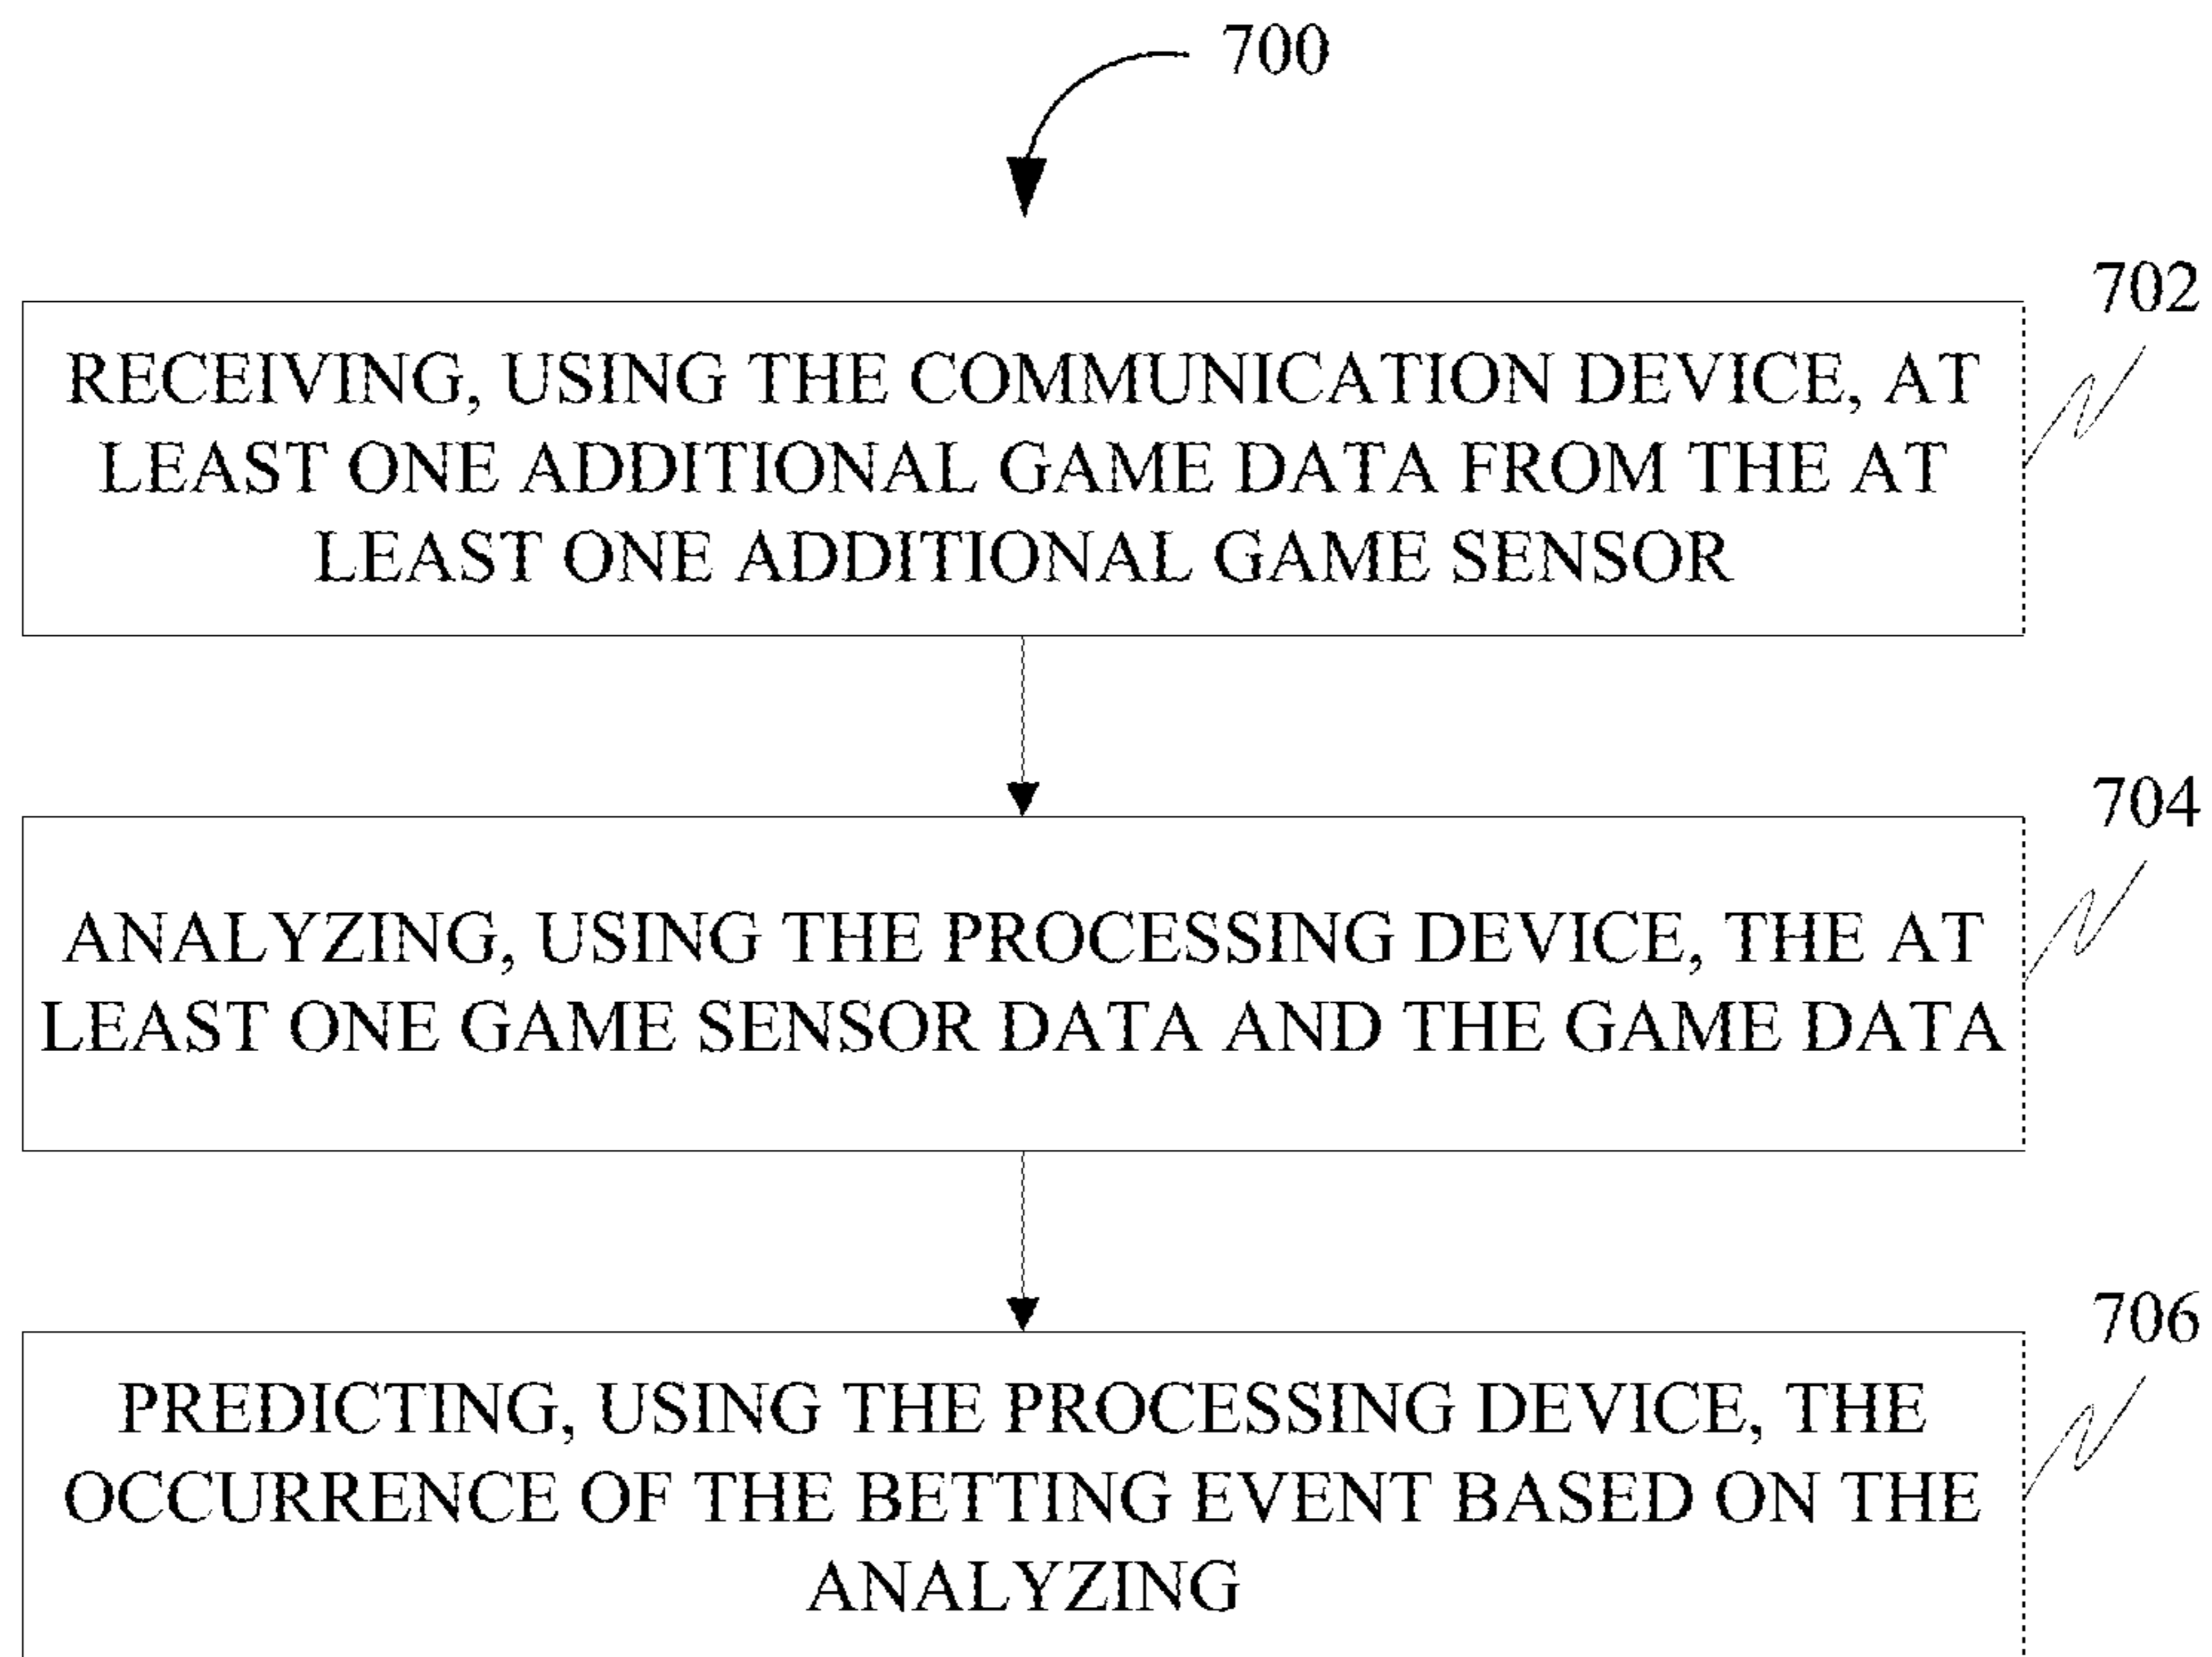 700
702
RECEIVING, USING THE COMMUNICATION DEVICE, AT
LEAST ONE ADDITIONAL GAME DATA FROM THE AT
LEAST ONE ADDITIONAL GAME SENSOR
704
ANALYZING, USING THE PROCESSING DEVICE, THE AT
LEAST ONE GAME SENSOR DATA AND THE GAME DATA
706
PREDICTING, USING THE PROCESSING DEVICE, THE
OCCURRENCE OF THE BETTING EVENT BASED ON THE
ANALYZING